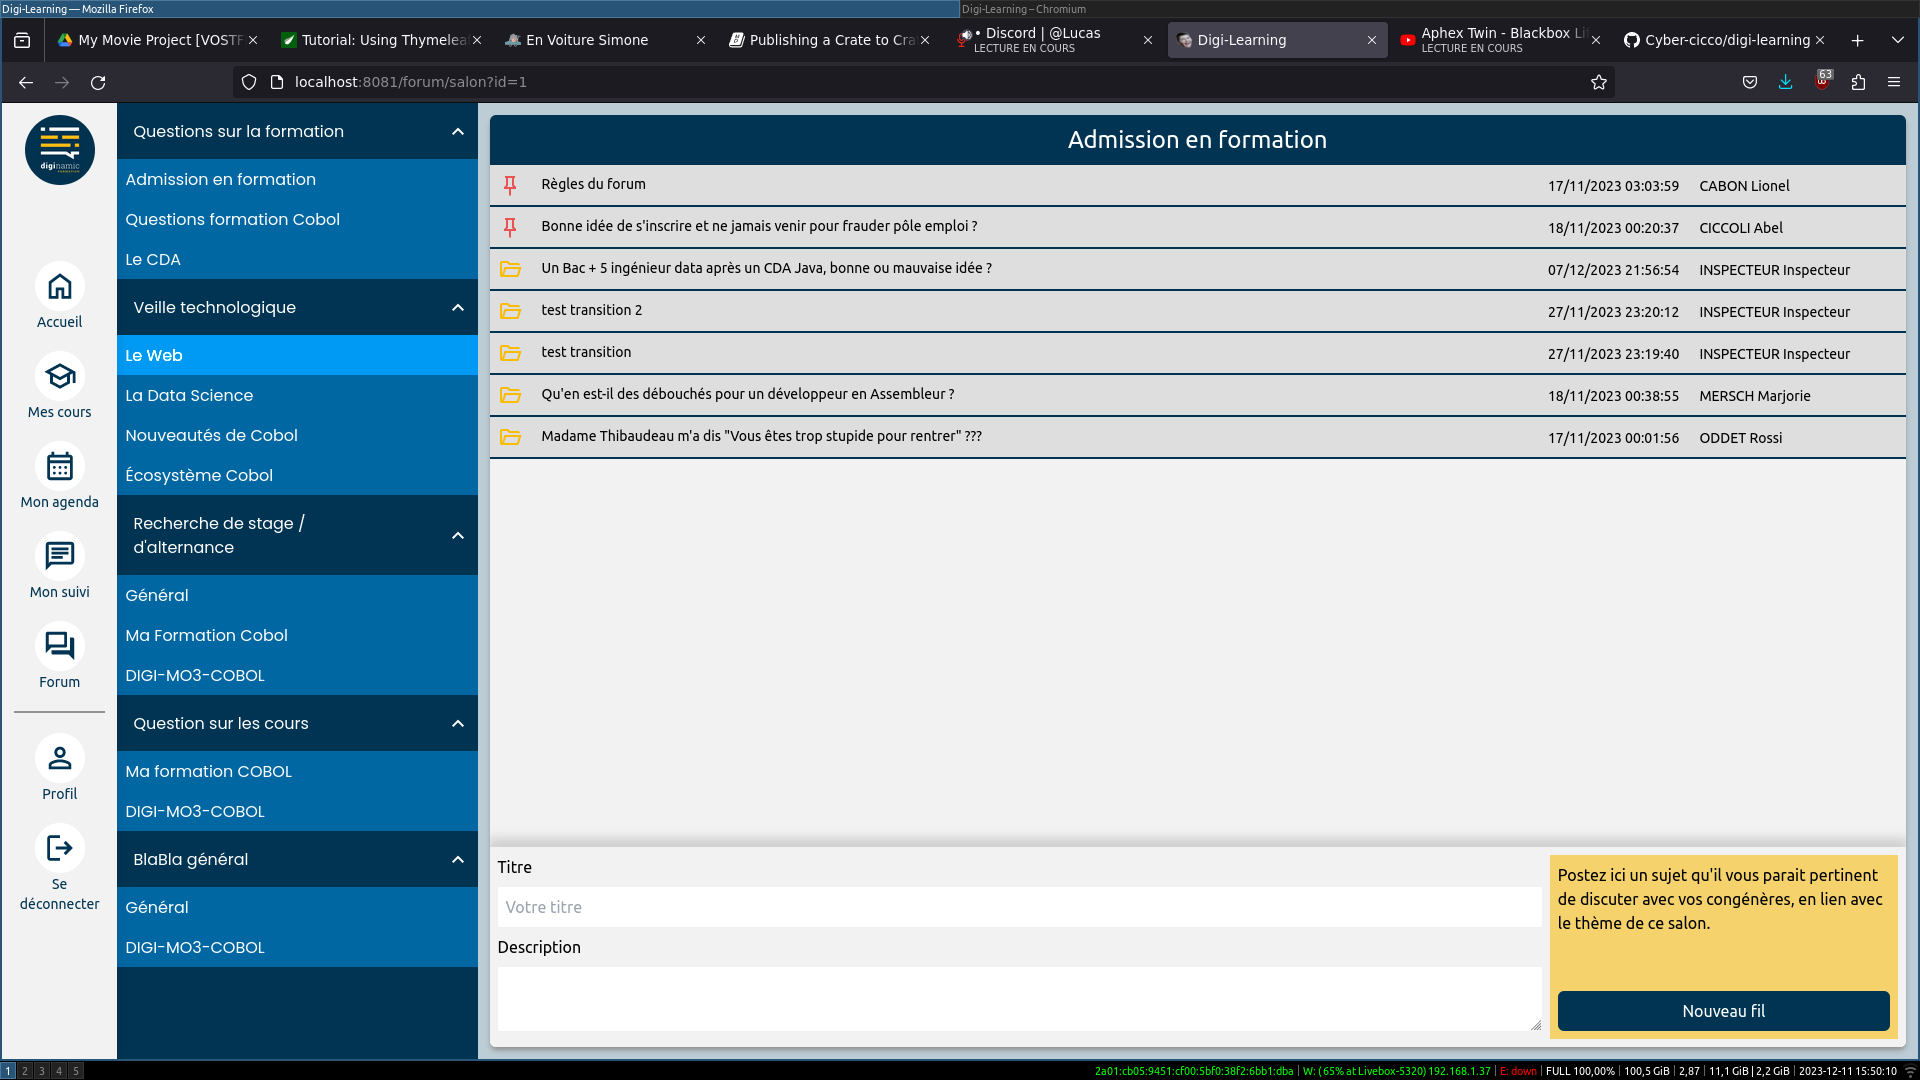 Digi-Learning — Mozilla Firefox
Digi-Learning – Chromium
My Movie Project [VOSTF
Tutorial: Using Thymelea
En Voiture Simone
Publishing a Crate to Cra
• Discord | @Lucas
LECTURE EN COURS
Digi-Learning
Aphex Twin - Blackbox Li
LECTURE EN COURS
Cyber-cicco/digi-learning
localhost:8081/forum/salon?id=1
63
diginamic
FORMATION
Accueil
Mes cours
Mon agenda
Mon suivi
Forum
Profil
Se
déconnecter
Questions sur la formation
Admission en formation
Questions formation Cobol
Le CDA
Veille technologique
Le Web
La Data Science
Nouveautés de Cobol
Écosystème Cobol
Recherche de stage /
d'alternance
Général
Ma Formation Cobol
DIGI-MO3-COBOL
Question sur les cours
Ma formation COBOL
DIGI-MO3-COBOL
BlaBla général
Général
DIGI-MO3-COBOL
Admission en formation
Règles du forum 17/11/2023 03:03:59 CABON Lionel
Bonne idée de s'inscrire et ne jamais venir pour frauder pôle emploi ? 18/11/2023 00:20:37 CICCOLI Abel
Un Bac + 5 ingénieur data après un CDA Java, bonne ou mauvaise idée ? 07/12/2023 21:56:54 INSPECTEUR Inspecteur
test transition 2 27/11/2023 23:20:12 INSPECTEUR Inspecteur
test transition 27/11/2023 23:19:40 INSPECTEUR Inspecteur
Qu'en est-il des débouchés pour un développeur en Assembleur ? 18/11/2023 00:38:55 MERSCH Marjorie
Madame Thibaudeau m'a dis "Vous êtes trop stupide pour rentrer" ??? 17/11/2023 00:01:56 ODDET Rossi
Titre
Votre titre
Description
Postez ici un sujet qu'il vous parait pertinent
de discuter avec vos congénères, en lien avec
le thème de ce salon.
Nouveau fil
1 2 3 4 5
2a01:cb05:9451:cf00:5bf0:38f2:6bb1:dba | W: (65% at Livebox-5320) 192.168.1.37 | E: down | FULL 100,00% | 100,5 GiB | 2,87 | 11,1 GiB | 2,2 GiB | 2023-12-11 15:50:10